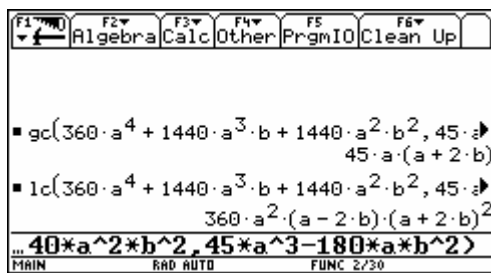 F1 F2 F3 F4 F5 F6
Algebra Calc Other PrgmIO Clean Up
gc(360·a^4 + 1440·a^3·b + 1440·a^2·b^2, 45·a
45·a·(a + 2·b)
lc(360·a^4 + 1440·a^3·b + 1440·a^2·b^2, 45·a
360·a^2·(a - 2·b)·(a + 2·b)^2
…40*a^2*b^2,45*a^3-180*a*b^2)
MAIN RAD AUTO FUNC 2/30